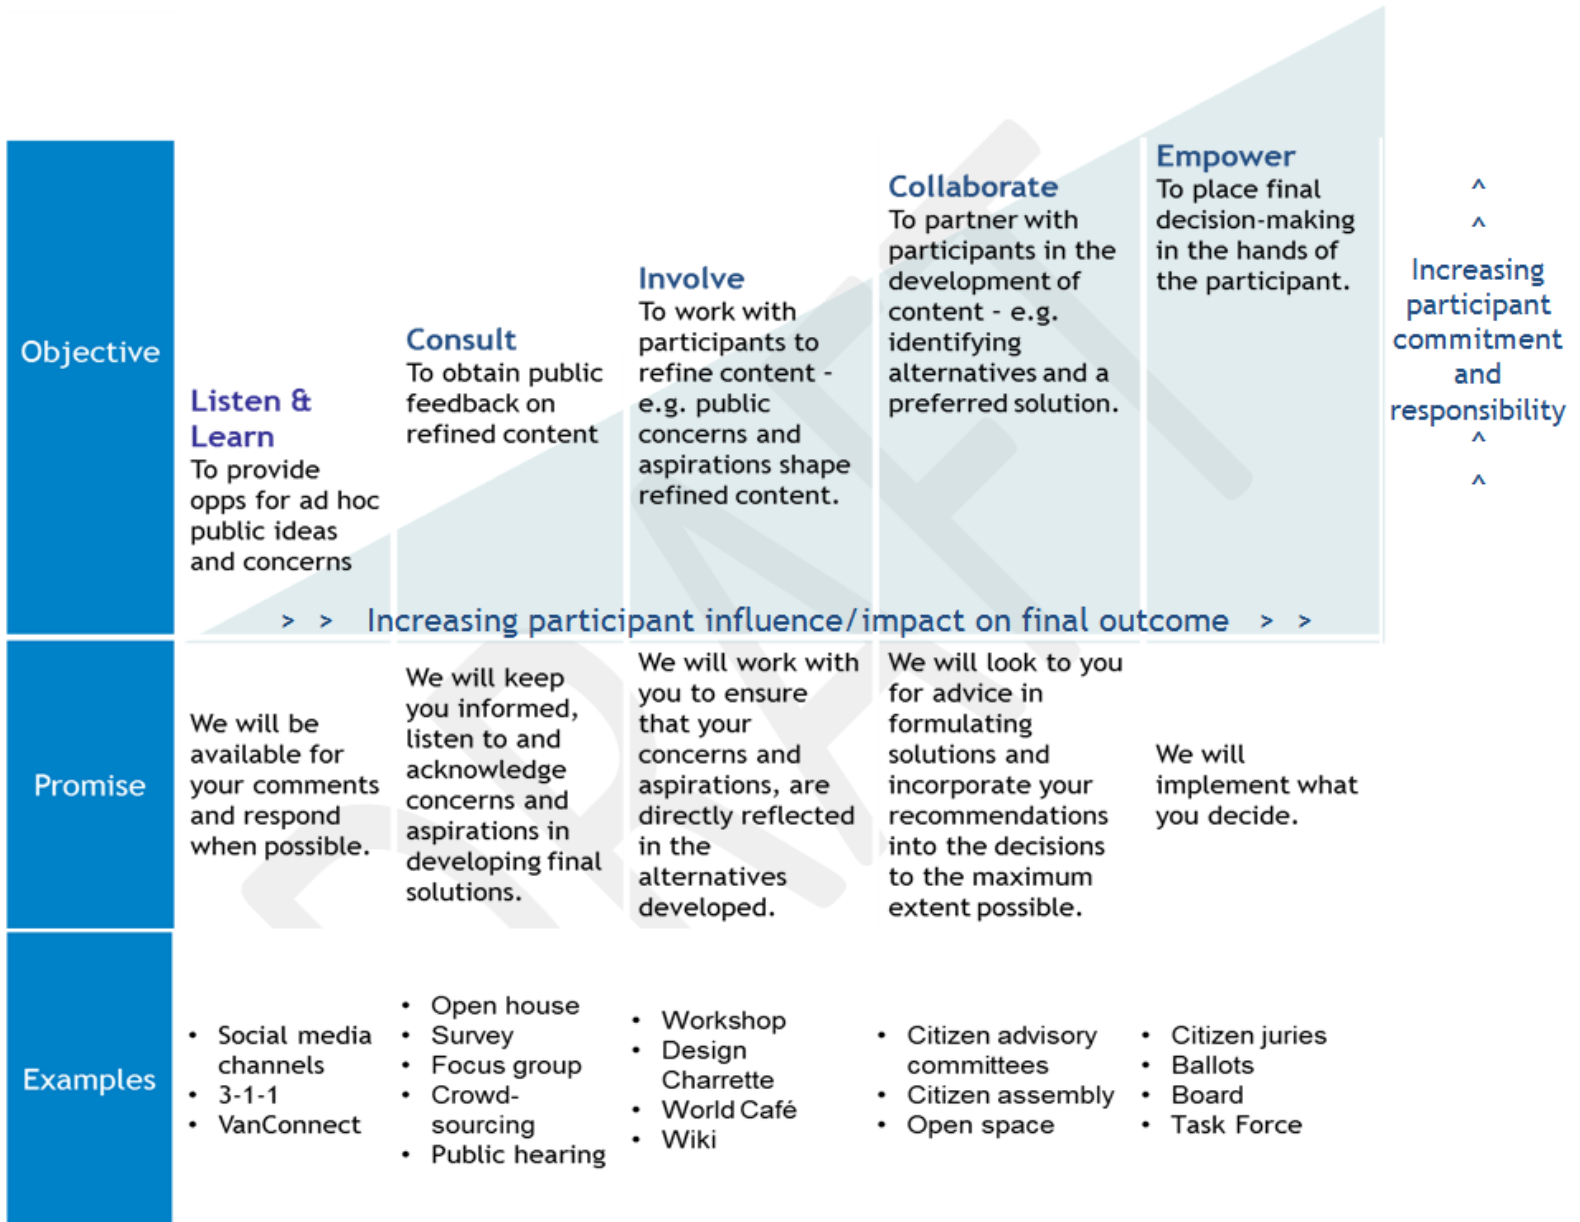 Objective
Listen &
Learn
To provide
opps for ad hoc
public ideas
and concerns
Consult
To obtain public
feedback on
refined content
Involve
To work with
participants to
refine content -
e.g. public
concerns and
aspirations shape
refined content.
Collaborate
To partner with
participants in the
development of
content - e.g.
identifying
alternatives and a
preferred solution.
Empower
To place final
decision-making
in the hands of
the participant.
^
^
Increasing
participant
commitment
and
responsibility
^
^
> > Increasing participant influence/impact on final outcome > >
Promise
We will be
available for
your comments
and respond
when possible.
We will keep
you informed,
listen to and
acknowledge
concerns and
aspirations in
developing final
solutions.
We will work with
you to ensure
that your
concerns and
aspirations, are
directly reflected
in the
alternatives
developed.
We will look to you
for advice in
formulating
solutions and
incorporate your
recommendations
into the decisions
to the maximum
extent possible.
We will
implement what
you decide.
Examples
• Social media
channels
• 3-1-1
• VanConnect
• Open house
• Survey
• Focus group
• Crowd-
sourcing
• Public hearing
• Workshop
• Design
Charrette
• World Café
• Wiki
• Citizen advisory
committees
• Citizen assembly
• Open space
• Citizen juries
• Ballots
• Board
• Task Force
DRAFT